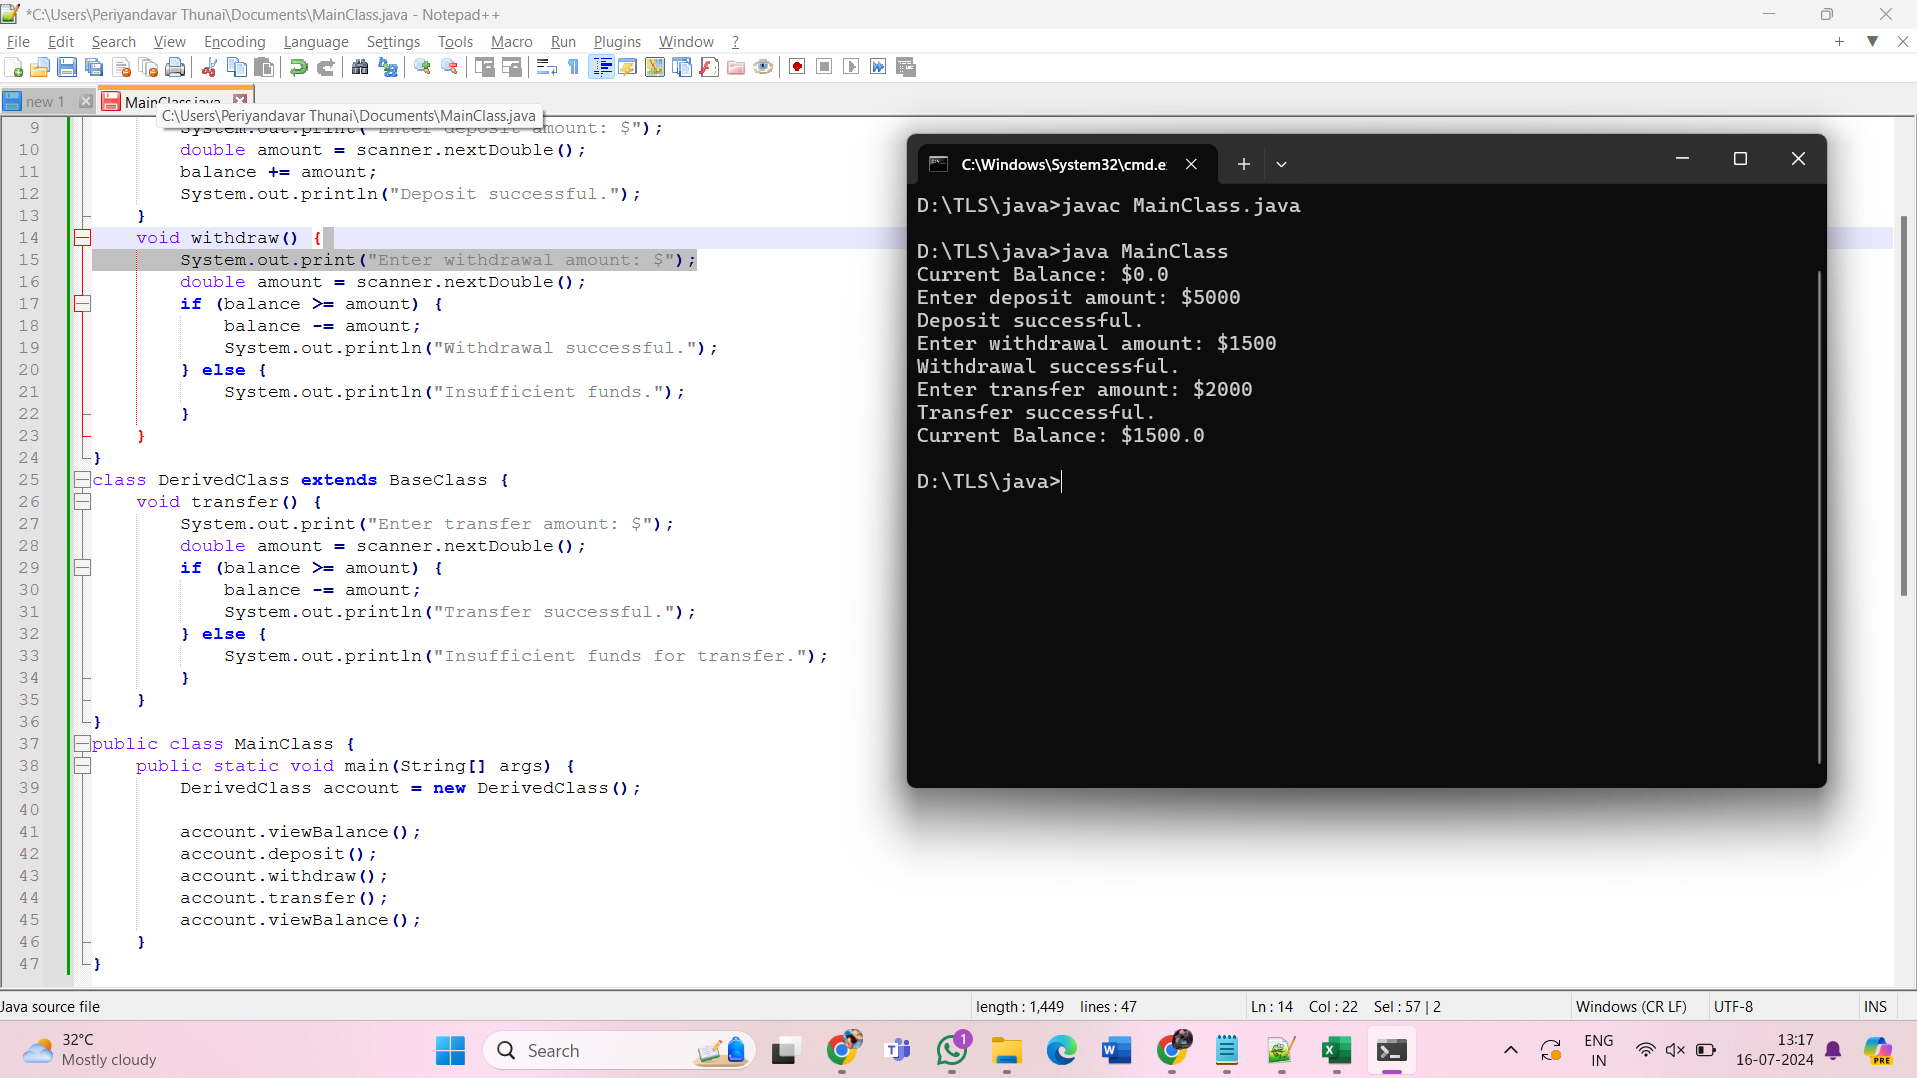 *C:\Users\Periyandavar Thunai\Documents\MainClass.java - Notepad++
File Edit Search View Encoding Language Settings Tools Macro Run Plugins Window ?
new 1 MainClass.java
C:\Users\Periyandavar Thunai\Documents\MainClass.java
9 System.out.print("Enter deposit amount: $");
10 double amount = scanner.nextDouble();
11 balance += amount;
12 System.out.println("Deposit successful.");
13 }
14 void withdraw() {
15 System.out.print("Enter withdrawal amount: $");
16 double amount = scanner.nextDouble();
17 if (balance >= amount) {
18 balance -= amount;
19 System.out.println("Withdrawal successful.");
20 } else {
21 System.out.println("Insufficient funds.");
22 }
23 }
24 }
25 class DerivedClass extends BaseClass {
26 void transfer() {
27 System.out.print("Enter transfer amount: $");
28 double amount = scanner.nextDouble();
29 if (balance >= amount) {
30 balance -= amount;
31 System.out.println("Transfer successful.");
32 } else {
33 System.out.println("Insufficient funds for transfer.");
34 }
35 }
36 }
37 public class MainClass {
38 public static void main(String[] args) {
39 DerivedClass account = new DerivedClass();
40
41 account.viewBalance();
42 account.deposit();
43 account.withdraw();
44 account.transfer();
45 account.viewBalance();
46 }
47 }
C:\Windows\System32\cmd.e
D:\TLS\java>javac MainClass.java
D:\TLS\java>java MainClass
Current Balance: $0.0
Enter deposit amount: $5000
Deposit successful.
Enter withdrawal amount: $1500
Withdrawal successful.
Enter transfer amount: $2000
Transfer successful.
Current Balance: $1500.0
D:\TLS\java>
Java source file length : 1,449 lines : 47 Ln : 14 Col : 22 Sel : 57 | 2 Windows (CR LF) UTF-8 INS
32°C
Mostly cloudy
Search
1
ENG
IN
13:17
16-07-2024
PRE